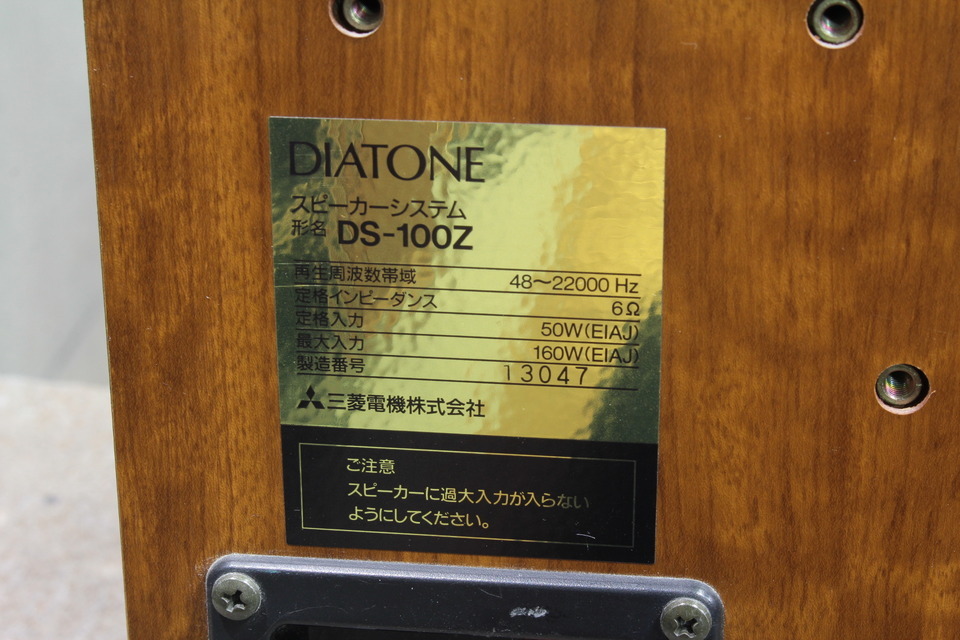 DIATONE
スピーカーシステム
形名 DS-100Z
再生周波数帯域 48〜22000 Hz
定格インピーダンス 6Ω
定格入力 50W(EIAJ)
最大入力 160W(EIAJ)
製造番号 13047
三菱電機株式会社
ご注意
スピーカーに過大入力が入らない
ようにしてください。